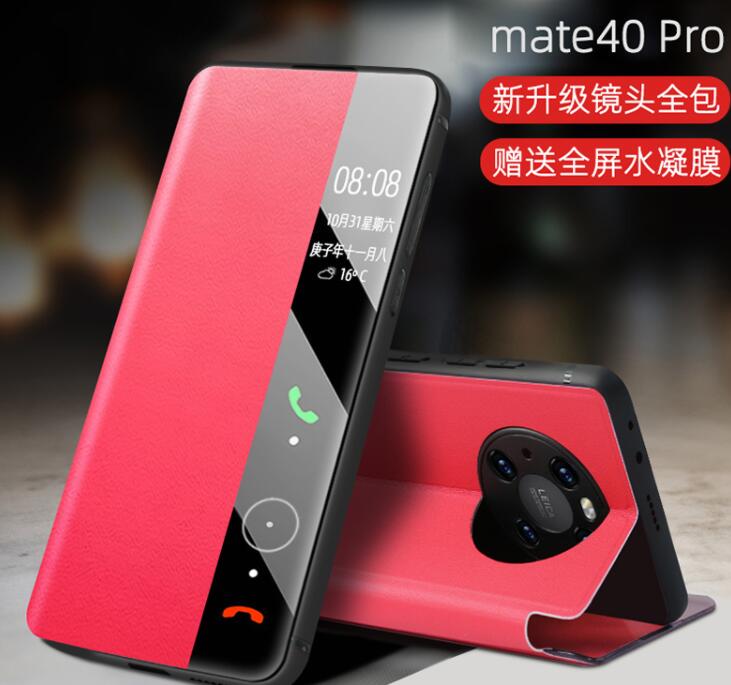 mate40 Pro
新升级镜头全包
赠送全屏水凝膜
08:08
10月31星期六
庚子年十一月八
16° C
LEICA